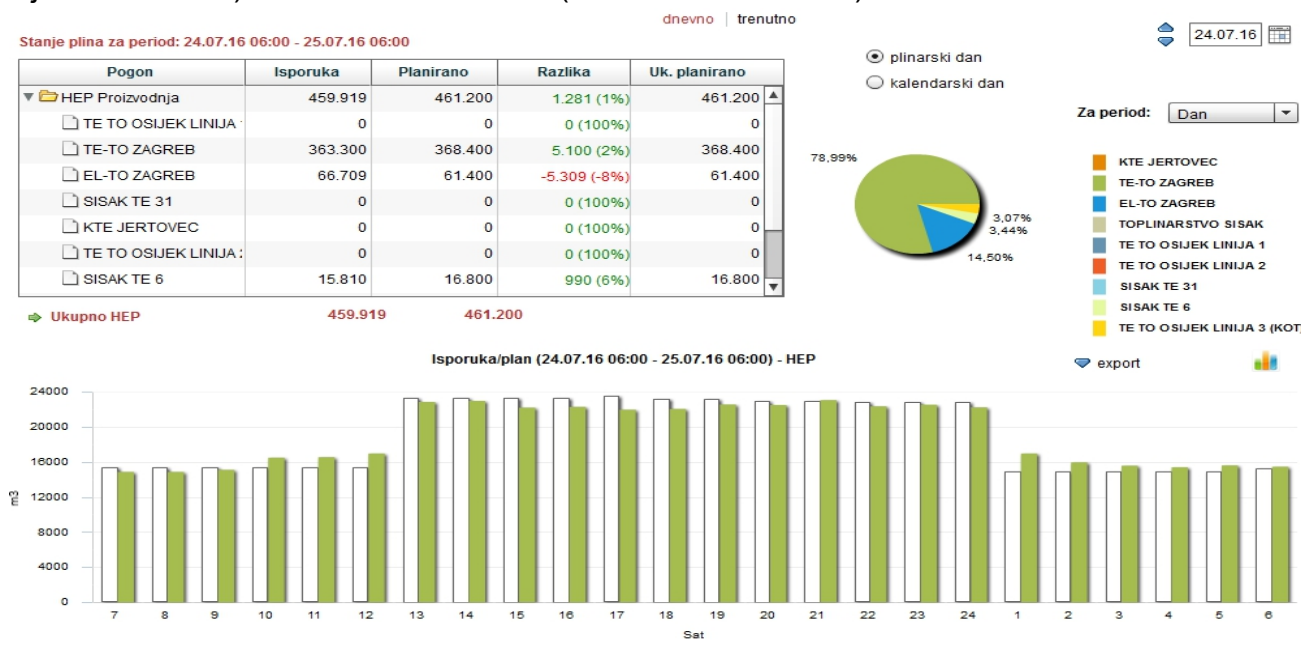 dnevno | trenutno
Stanje plina za period: 24.07.16 06:00 - 25.07.16 06:00
24.07.16
plinarski dan
kalendarski dan
Za period: Dan
Pogon Isporuka Planirano Razlika Uk. planirano
HEP Proizvodnja 459.919 461.200 1.281 (1%) 461.200
TE TO OSIJEK LINIJA 0 0 0 (100%) 0
TE-TO ZAGREB 363.300 368.400 5.100 (2%) 368.400
EL-TO ZAGREB 66.709 61.400 -5.309 (-8%) 61.400
SISAK TE 31 0 0 0 (100%) 0
KTE JERTOVEC 0 0 0 (100%) 0
TE TO OSIJEK LINIJA 0 0 0 (100%) 0
SISAK TE 6 15.810 16.800 990 (6%) 16.800
Ukupno HEP 459.919 461.200
78,99%
3,07%
3,44%
14,50%
KTE JERTOVEC
TE-TO ZAGREB
EL-TO ZAGREB
TOPLINARSTVO SISAK
TE TO OSIJEK LINIJA 1
TE TO OSIJEK LINIJA 2
SISAK TE 31
SISAK TE 6
TE TO OSIJEK LINIJA 3 (KOT)
Isporuka/plan (24.07.16 06:00 - 25.07.16 06:00) - HEP
export
24000
20000
16000
12000
8000
4000
0
m3
7 8 9 10 11 12 13 14 15 16 17 18 19 20 21 22 23 24 1 2 3 4 5 6
Sat